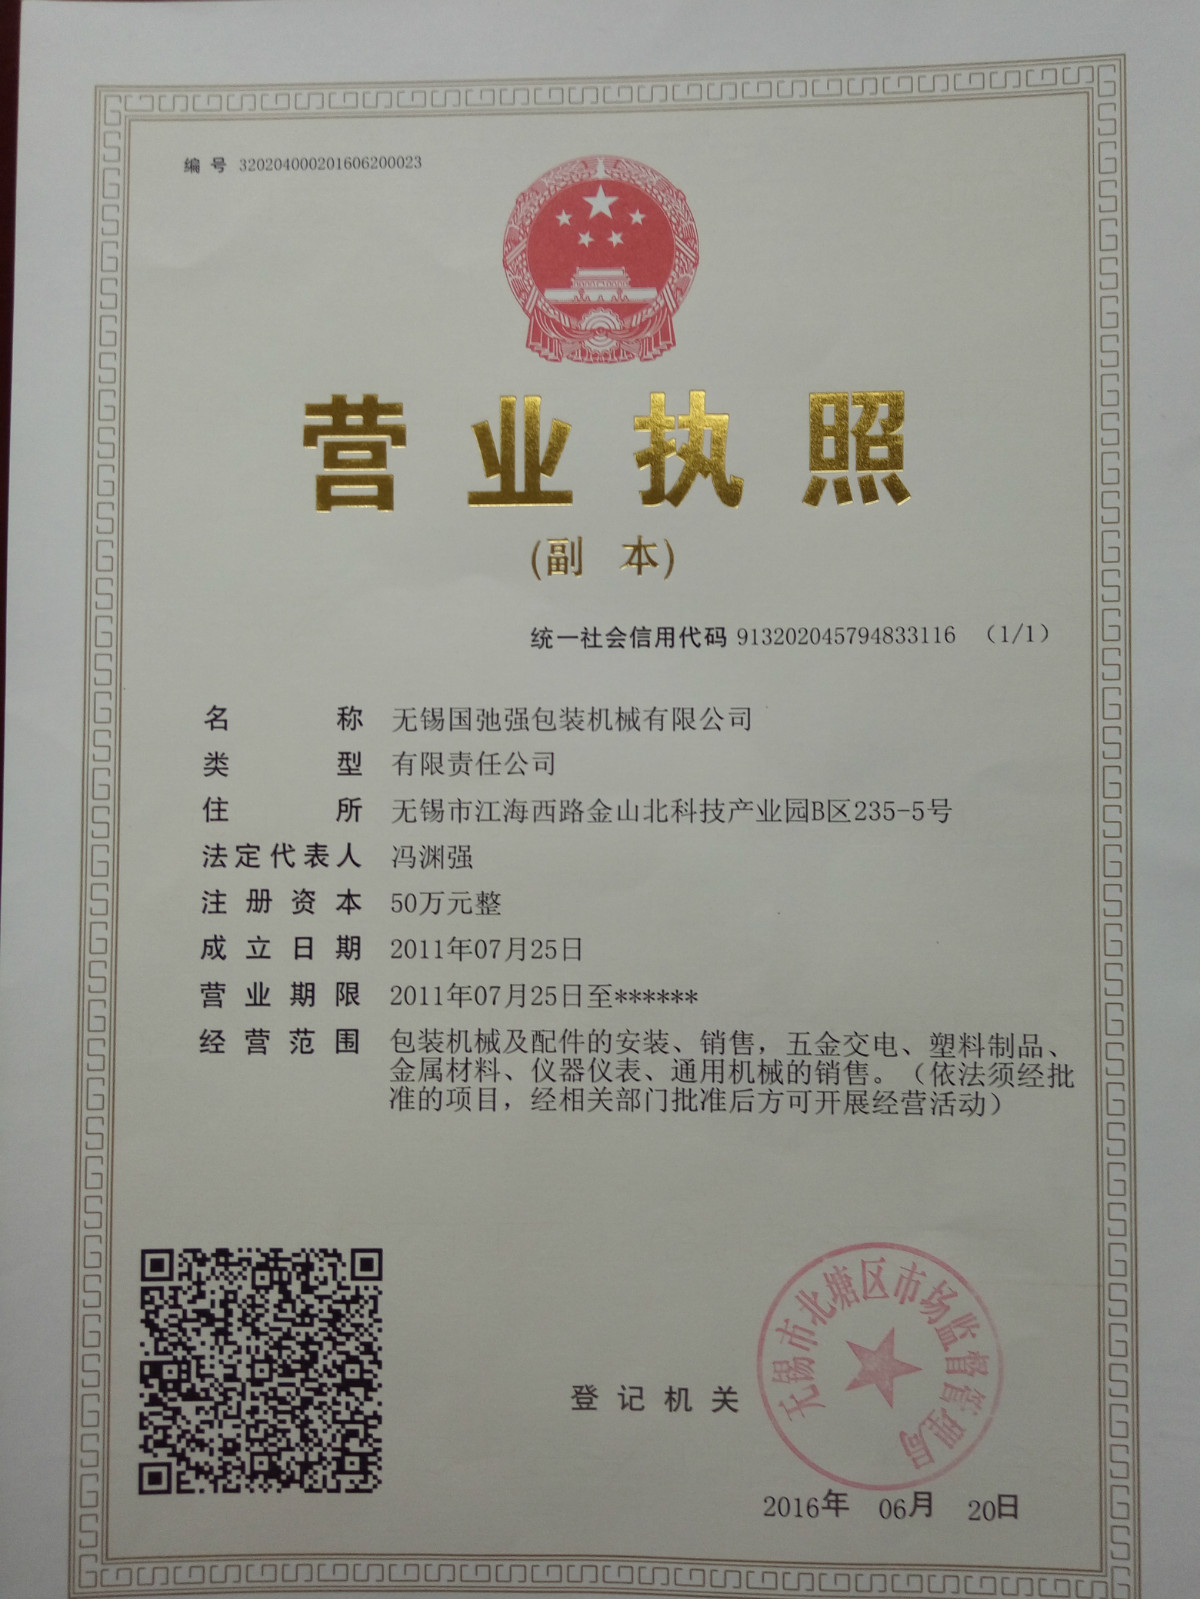 编 号 320204000201606200023
营业执照
(副 本)
统一社会信用代码 913202045794833116 （1/1）
名 称 无锡国弛强包装机械有限公司
类 型 有限责任公司
住 所 无锡市江海西路金山北科技产业园B区235-5号
法定代表人 冯渊强
注册资本 50万元整
成立日期 2011年07月25日
营业期限 2011年07月25日至******
经营范围 包装机械及配件的安装、销售，五金交电、塑料制品、
金属材料、仪器仪表、通用机械的销售。（依法须经批
准的项目，经相关部门批准后方可开展经营活动）
登记机关
无锡市北塘区市场监督管理局
2016年 06月 20日